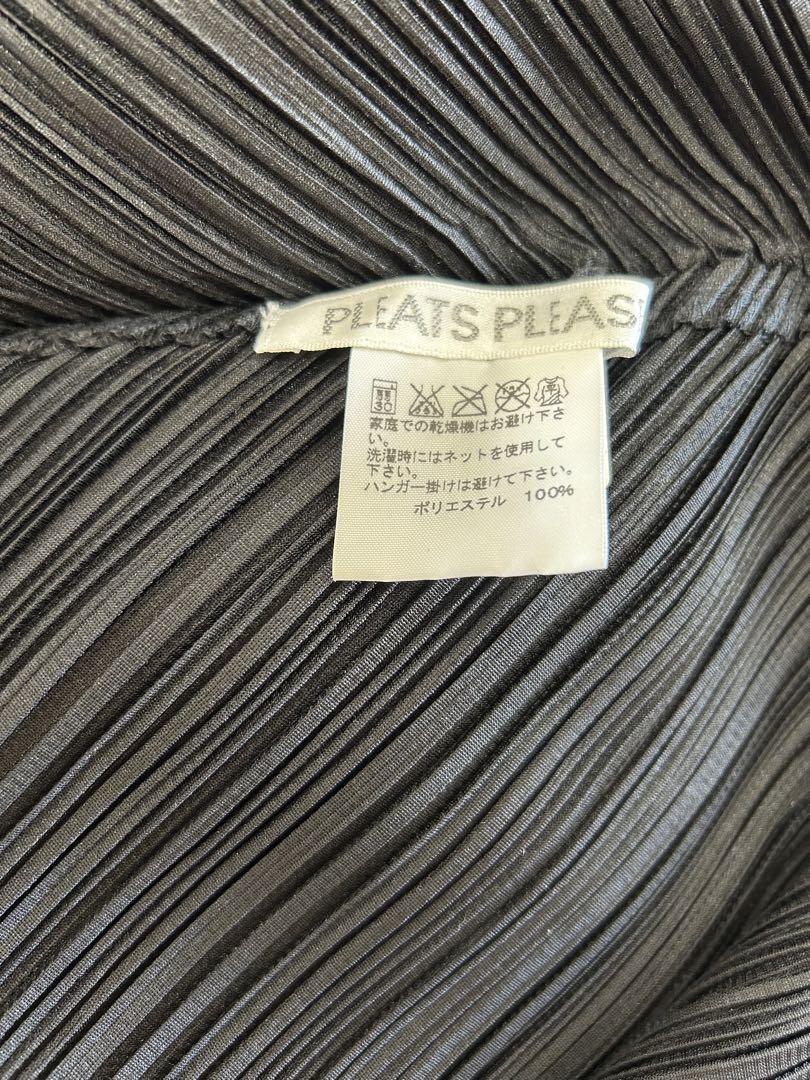 PLEATS PLEAS
30
家庭での乾燥機はお避け下さ
い。
洗濯時にはネットを使用して
下さい。
ハンガー掛けは避けて下さい。
ポリエステル 100%